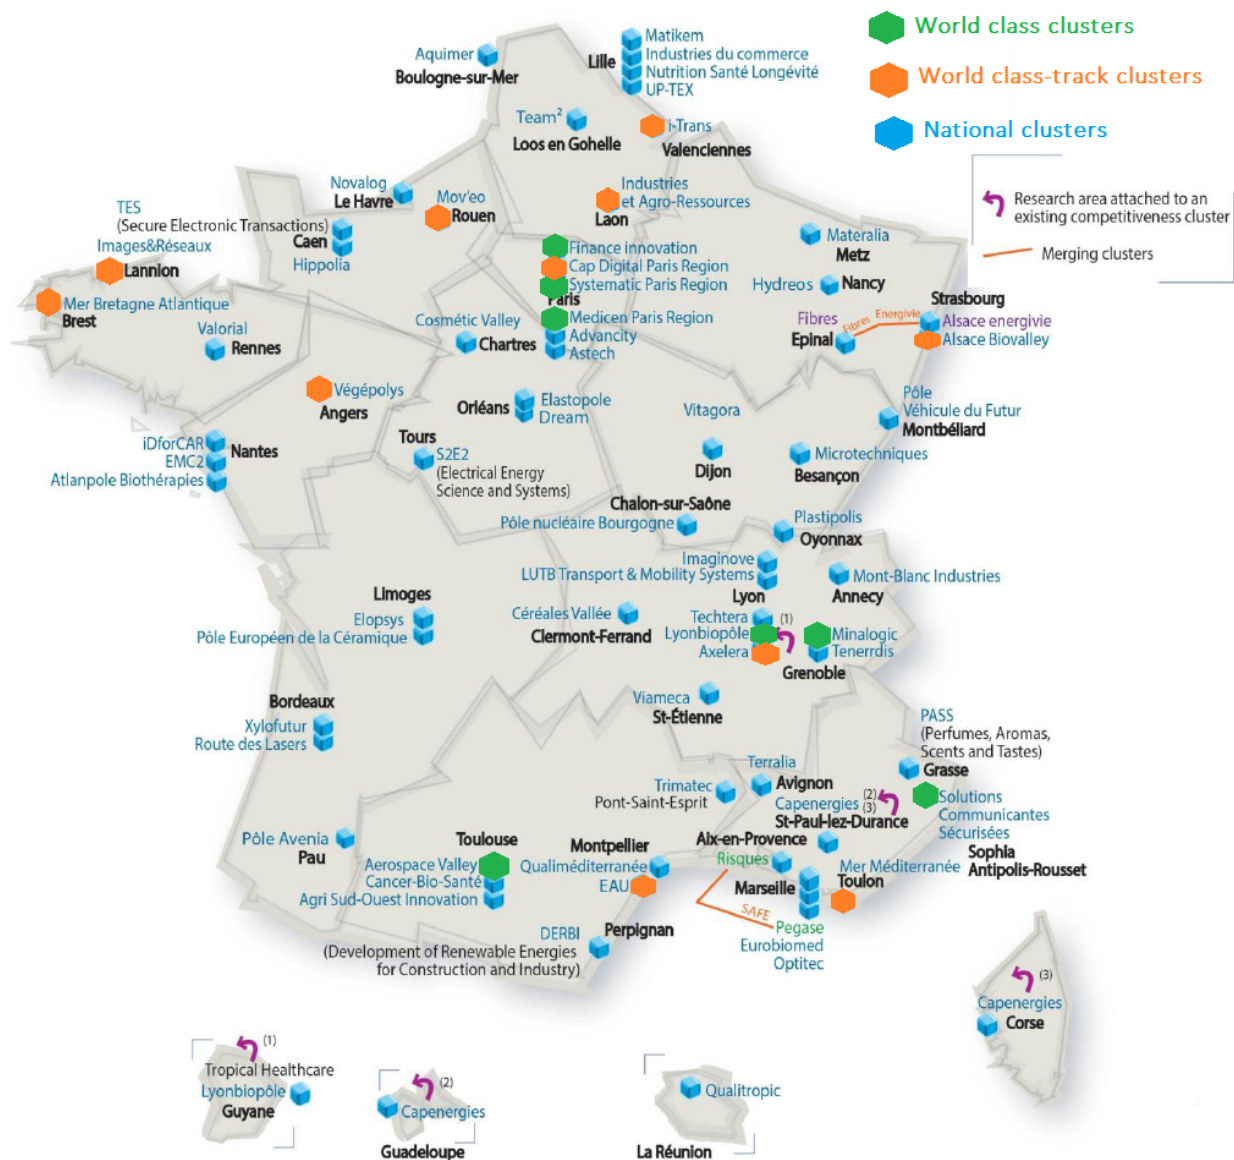 World class clusters
World class-track clusters
National clusters
Research area attached to an
existing competitiveness cluster
Merging clusters
Aquimer
Boulogne-sur-Mer
Lille
Matikem
Industries du commerce
Nutrition Santé Longévité
UP-TEX
Team²
Loos en Gohelle
i-Trans
Valenciennes
Novalog
Le Havre
Mov'eo
Rouen
Industries
et Agro-Ressources
Laon
TES
(Secure Electronic Transactions)
Caen
Hippolia
Images&Réseaux
Lannion
Mer Bretagne Atlantique
Brest
Valorial
Rennes
Finance innovation
Cap Digital Paris Region
Systematic Paris Region
Paris
Medicen Paris Region
Advancity
Astech
Cosmétic Valley
Chartres
Materalia
Metz
Hydreos
Nancy
Strasbourg
Fibres
Epinal
Fibres
Energivie
Alsace energivie
Alsace Biovalley
Végépolys
Angers
Orléans
Elastopole
Dream
Vitagora
Dijon
Pôle
Véhicule du Futur
Montbéliard
iDforCAR
EMC2
Atlanpole Biothérapies
Nantes
Tours
S2E2
(Electrical Energy
Science and Systems)
Microtechniques
Besançon
Chalon-sur-Saône
Pôle nucléaire Bourgogne
Plastipolis
Oyonnax
Imaginove
LUTB Transport & Mobility Systems
Lyon
Mont-Blanc Industries
Annecy
Limoges
Elopsys
Pôle Européen de la Céramique
Céréales Vallée
Clermont-Ferrand
Techtera
Lyonbiopôle
Axelera
(1)
Minalogic
Tenerrdis
Grenoble
Viameca
St-Étienne
Bordeaux
Xylofutur
Route des Lasers
PASS
(Perfumes, Aromas,
Scents and Tastes)
Grasse
Terralia
Avignon
Trimatec
Pont-Saint-Esprit
Capenergies
(2)
(3)
St-Paul-lez-Durance
Solutions
Communicantes
Sécurisées
Sophia
Antipolis-Rousset
Pôle Avenia
Pau
Toulouse
Aerospace Valley
Cancer-Bio-Santé
Agri Sud-Ouest Innovation
Montpellier
Qualiméditerranée
EAU
Aix-en-Provence
Risques
Marseille
SAFE
Pegase
Eurobiomed
Optitec
Mer Méditerranée
Toulon
DERBI
Perpignan
(Development of Renewable Energies
for Construction and Industry)
(3)
Capenergies
Corse
(1)
Tropical Healthcare
Lyonbiopôle
Guyane
(2)
Capenergies
Guadeloupe
Qualitropic
La Réunion